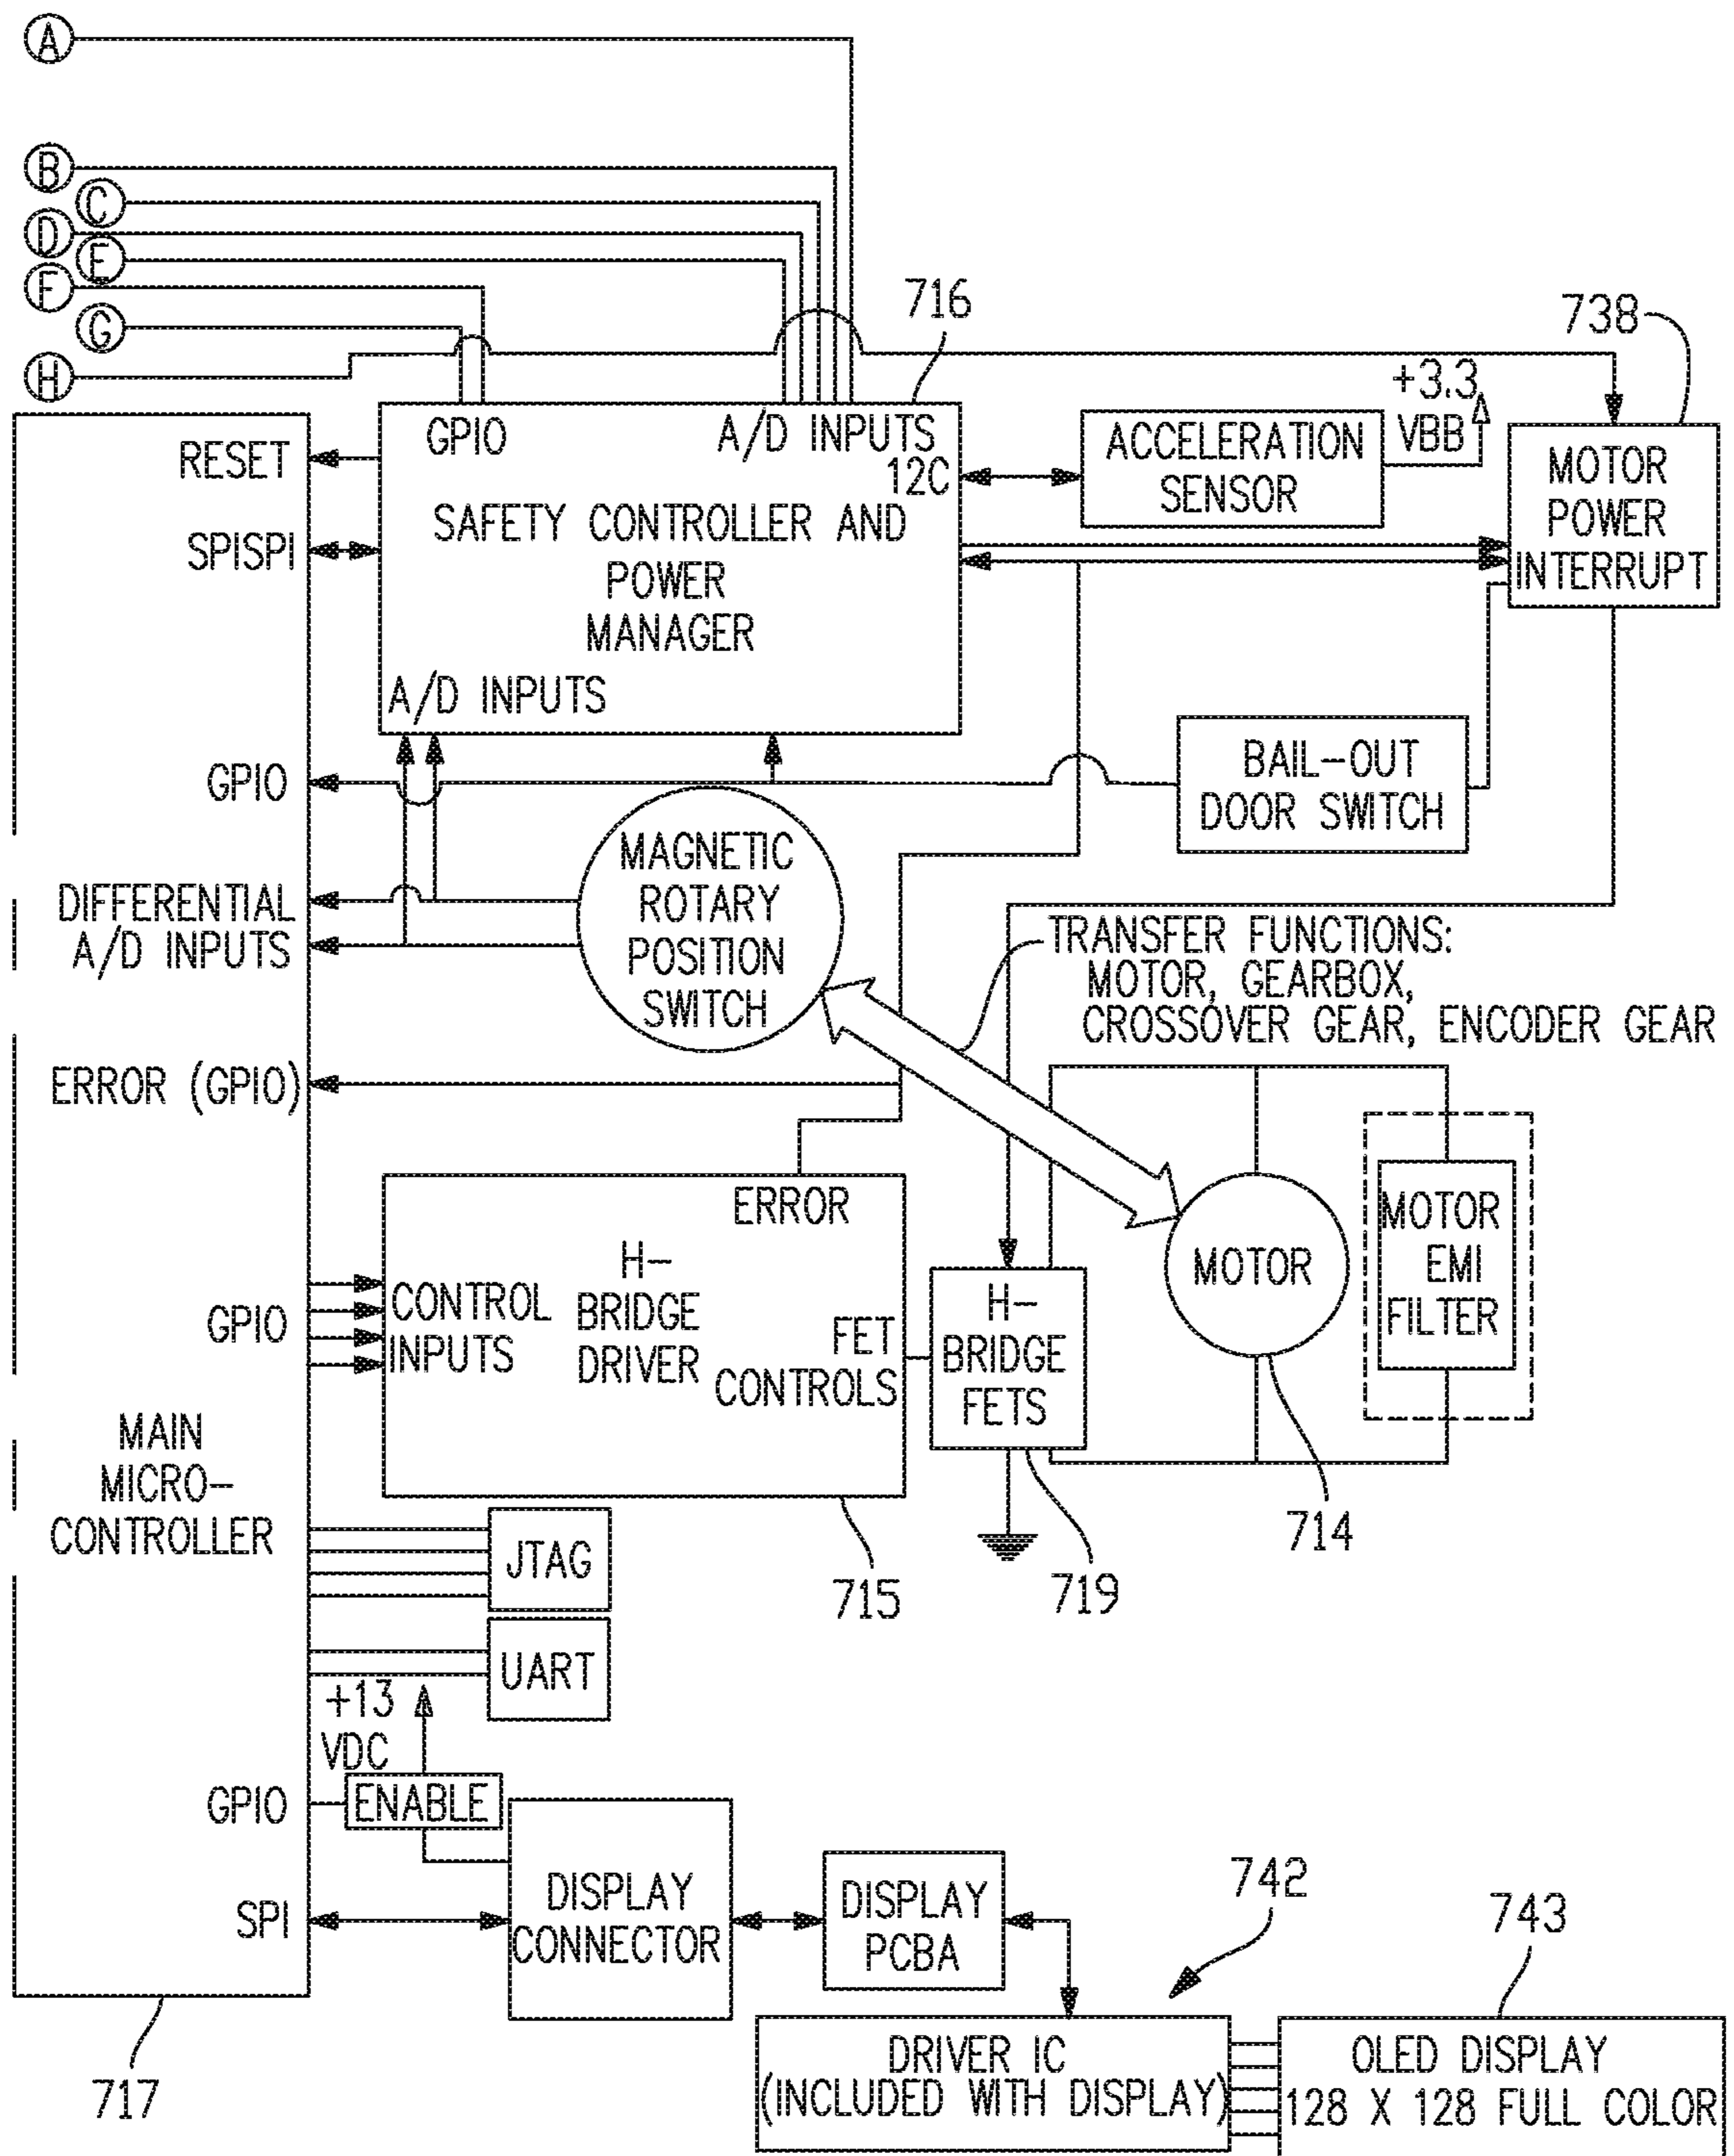 A
B
C
D
E
F
G
H
716
738
+3.3
VBB
RESET
GPIO
A/D INPUTS
12C
SPISPI
SAFETY CONTROLLER AND
POWER
MANAGER
A/D INPUTS
ACCELERATION
SENSOR
MOTOR
POWER
INTERRUPT
GPIO
BAIL-OUT
DOOR SWITCH
MAGNETIC
ROTARY
POSITION
SWITCH
DIFFERENTIAL
A/D INPUTS
TRANSFER FUNCTIONS:
MOTOR, GEARBOX,
CROSSOVER GEAR, ENCODER GEAR
ERROR (GPIO)
ERROR
GPIO
CONTROL
INPUTS
H-
BRIDGE
DRIVER
FET
CONTROLS
H-
BRIDGE
FETS
MOTOR
MOTOR
EMI
FILTER
MAIN
MICRO-
CONTROLLER
JTAG
715
719
714
UART
+13
VDC
GPIO
ENABLE
SPI
DISPLAY
CONNECTOR
DISPLAY
PCBA
742
743
DRIVER IC
(INCLUDED WITH DISPLAY)
OLED DISPLAY
128 X 128 FULL COLOR
717